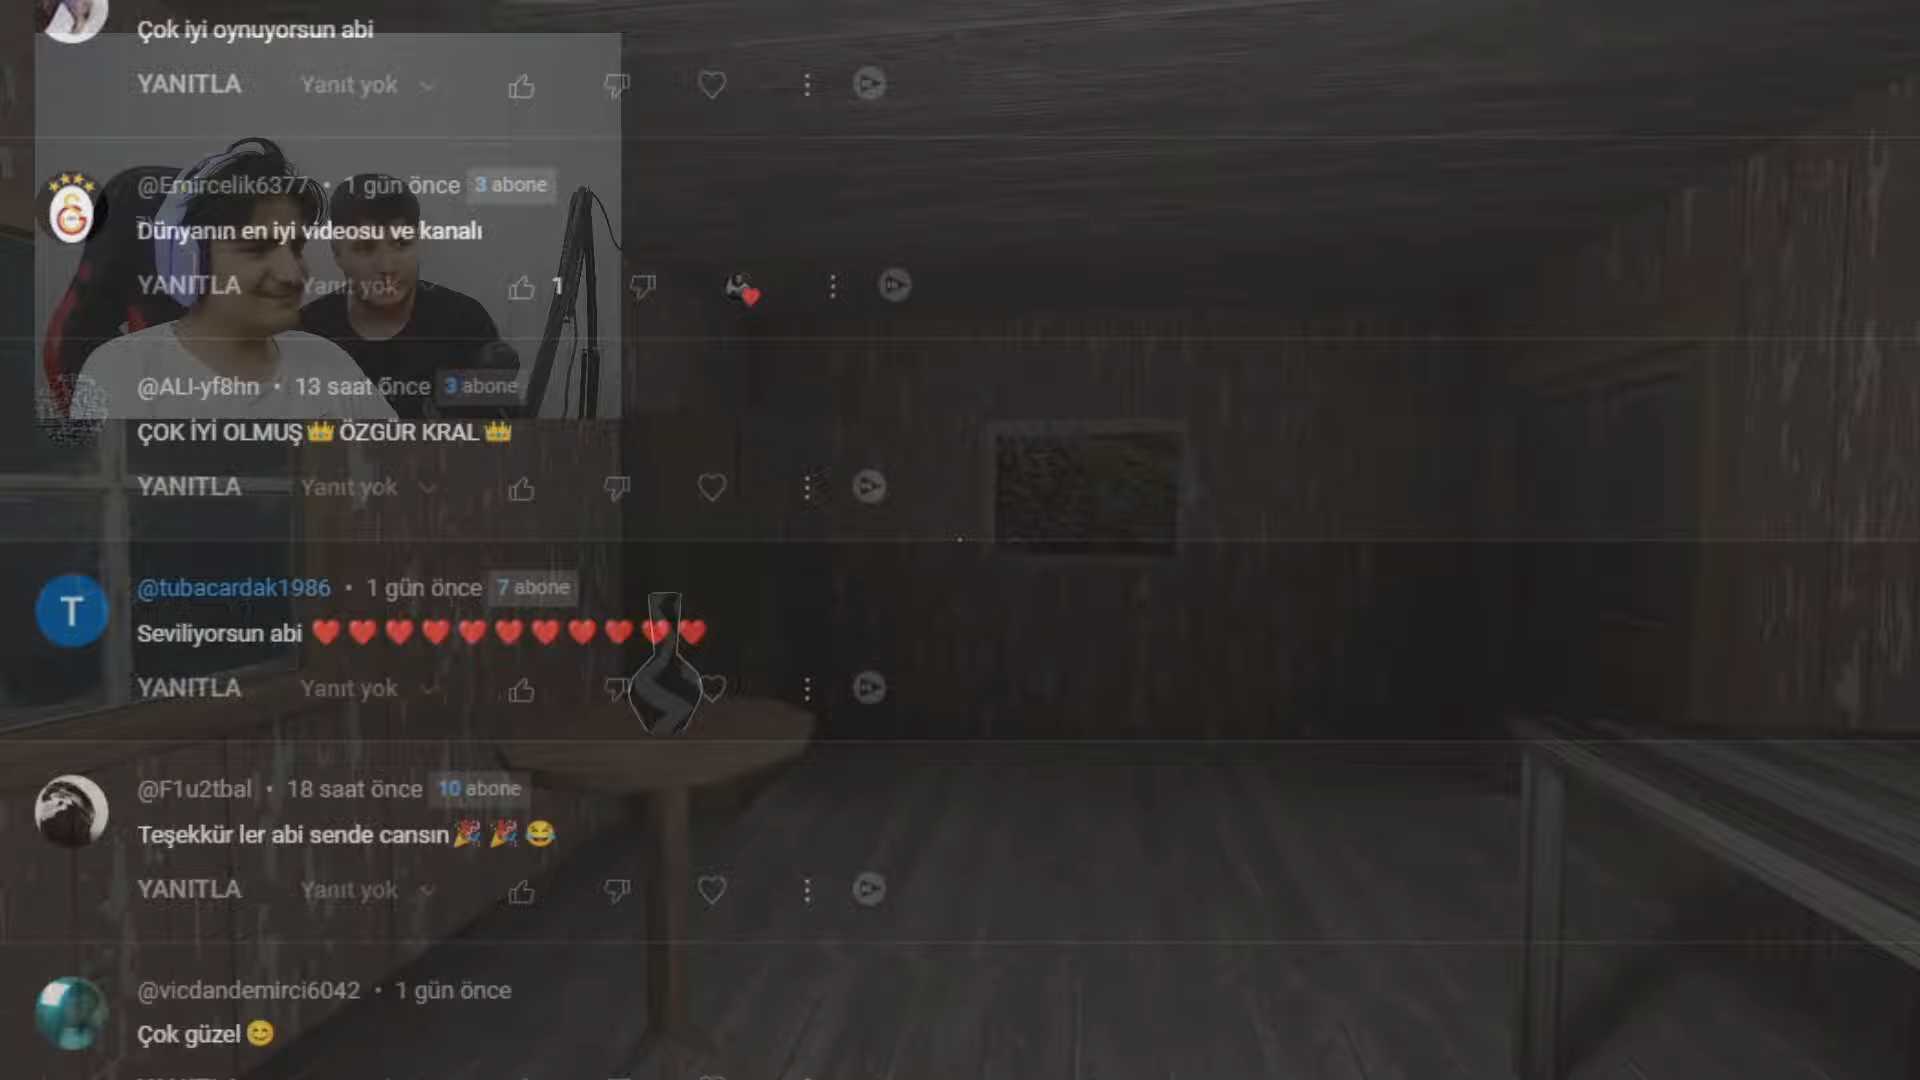 Çok iyi oynuyorsun abi
YANITLA Yanıt yok
@Emircelik6377 • 1 gün önce 3 abone
Dünyanın en iyi videosu ve kanalı
YANITLA Yanıt yok 1
@ALI-yf8hn • 13 saat önce 3 abone
ÇOK İYİ OLMUŞ👑 ÖZGÜR KRAL👑
YANITLA Yanıt yok
T
@tubacardak1986 • 1 gün önce 7 abone
Seviliyorsun abi ❤️❤️❤️❤️❤️❤️❤️❤️❤️❤️❤️
YANITLA Yanıt yok
@F1u2tbal • 18 saat önce 10 abone
Teşekkür ler abi sende cansın🎉🎉😂
YANITLA Yanıt yok
@vicdandemirci6042 • 1 gün önce
Çok güzel😊